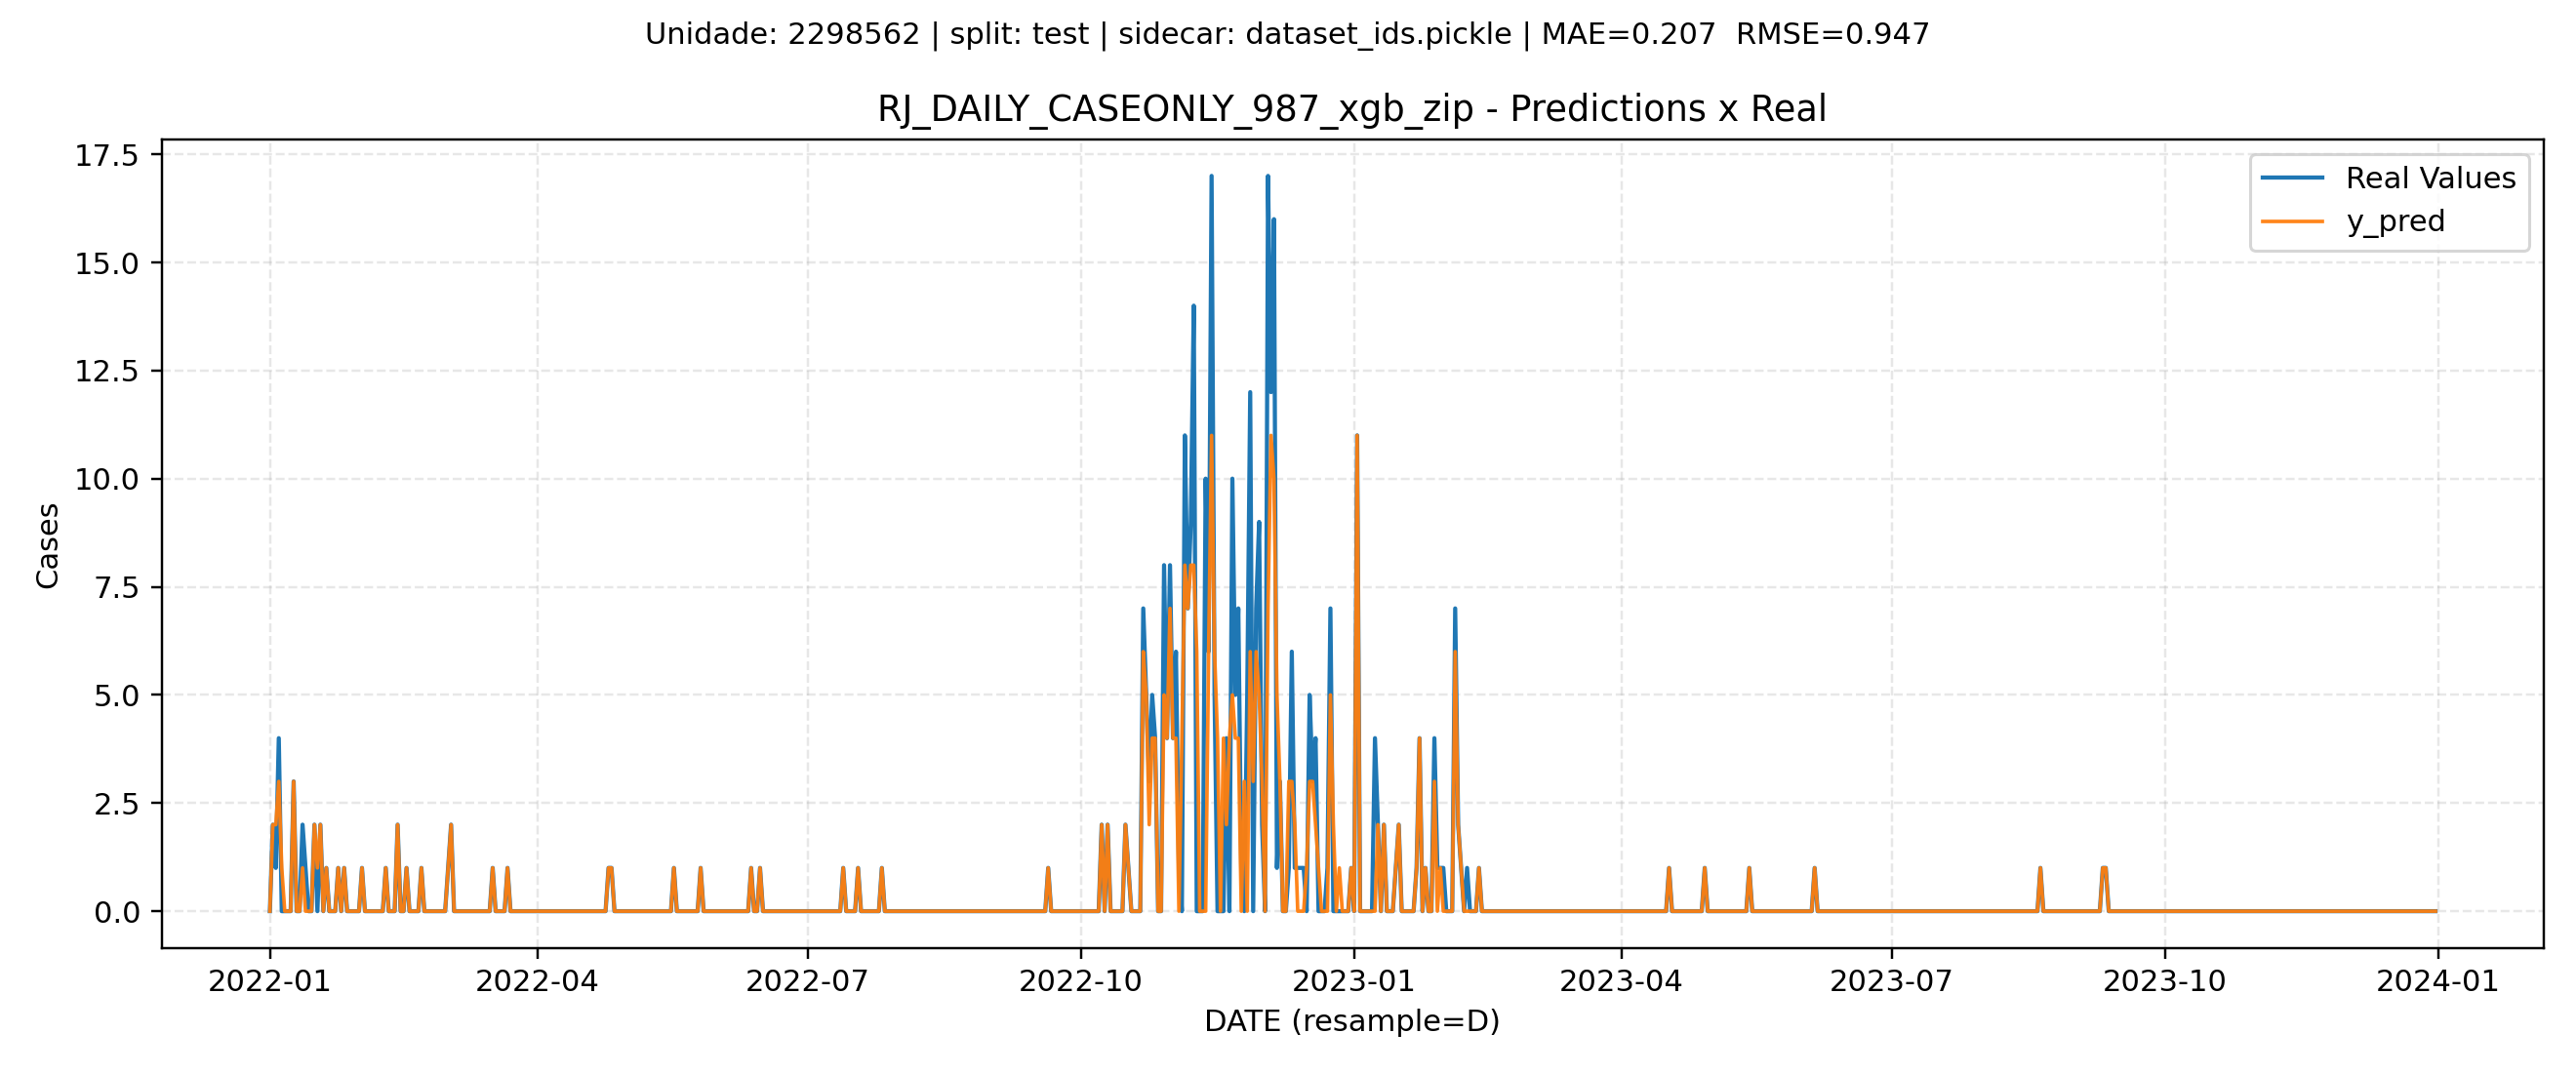 Unidade: 2298562 | split: test | sidecar: dataset_ids.pickle | MAE=0.207  RMSE=0.947
RJ_DAILY_CASEONLY_987_xgb_zip - Predictions x Real
17.5
15.0
12.5
10.0
7.5
5.0
2.5
0.0
Cases
Real Values
y_pred
2022-01 2022-04 2022-07 2022-10 2023-01 2023-04 2023-07 2023-10 2024-01
DATE (resample=D)